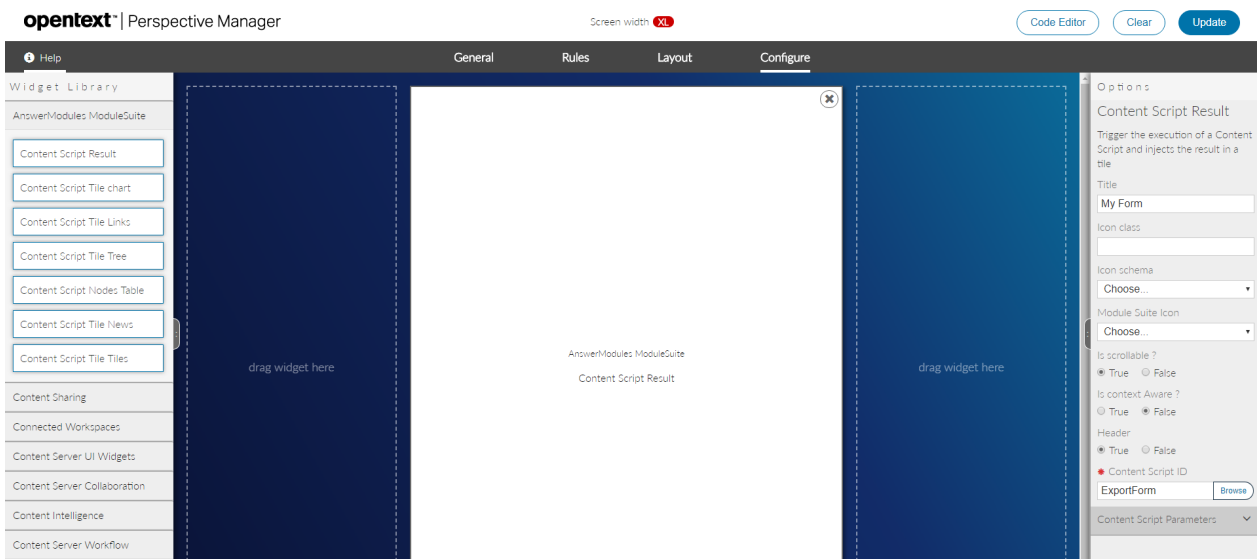 opentext™ | Perspective Manager
Screen width XL
Code Editor
Clear
Update
Help
General
Rules
Layout
Configure
Widget Library
AnswerModules ModuleSuite
Content Script Result
Content Script Tile chart
Content Script Tile Links
Content Script Tile Tree
Content Script Nodes Table
Content Script Tile News
Content Script Tile Tiles
Content Sharing
Connected Workspaces
Content Server UI Widgets
Content Server Collaboration
Content Intelligence
Content Server Workflow
drag widget here
AnswerModules ModuleSuite
Content Script Result
drag widget here
Options
Content Script Result
Trigger the execution of a Content
Script and injects the result in a
tile
Title
My Form
Icon class
Icon schema
Choose...
Module Suite Icon
Choose...
Is scrollable ?
True False
Is context Aware ?
True False
Header
True False
Content Script ID
ExportForm Browse
Content Script Parameters